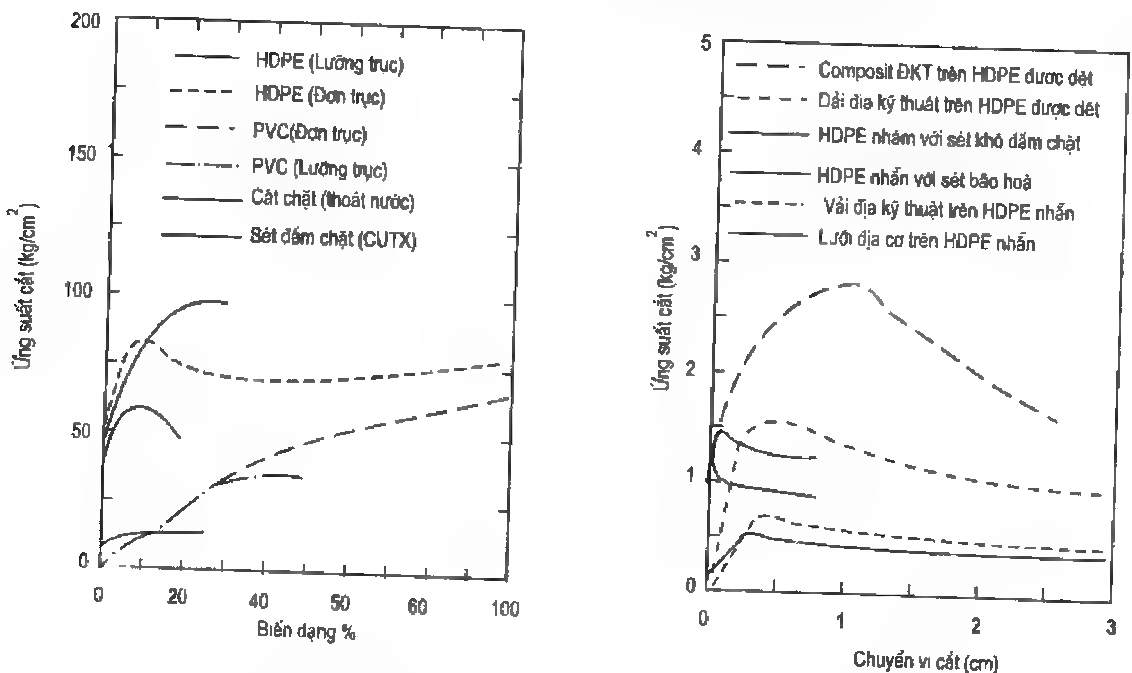 200
150
100
50
0
Ứng suất cắt (kg/cm2)
HDPE (Lưỡng trục)
HDPE (Đơn trục)
PVC(Đơn trục)
PVC (Lưỡng trục)
Cát chặt (thoát nước)
Sét đầm chặt (CUTX)
0
20
40
60
80
100
Biến dạng %
5
4
3
2
1
0
Ứng suất cắt (kg/cm2)
Composit ĐKT trên HDPE được dệt
Dải địa kỹ thuật trên HDPE được dệt
HDPE nhám với sét khô đầm chặt
HDPE nhẵn với sét bão hoà
Vải địa kỹ thuật trên HDPE nhẵn
Lưới địa cơ trên HDPE nhẵn
0
1
2
3
Chuyển vị cắt (cm)